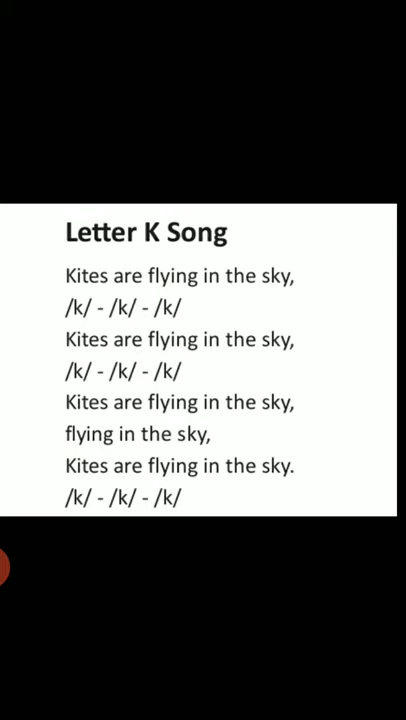 Letter K Song
Kites are flying in the sky,
/k/ - /k/ - /k/
Kites are flying in the sky,
/k/ - /k/ - /k/
Kites are flying in the sky,
flying in the sky,
Kites are flying in the sky.
/k/ - /k/ - /k/